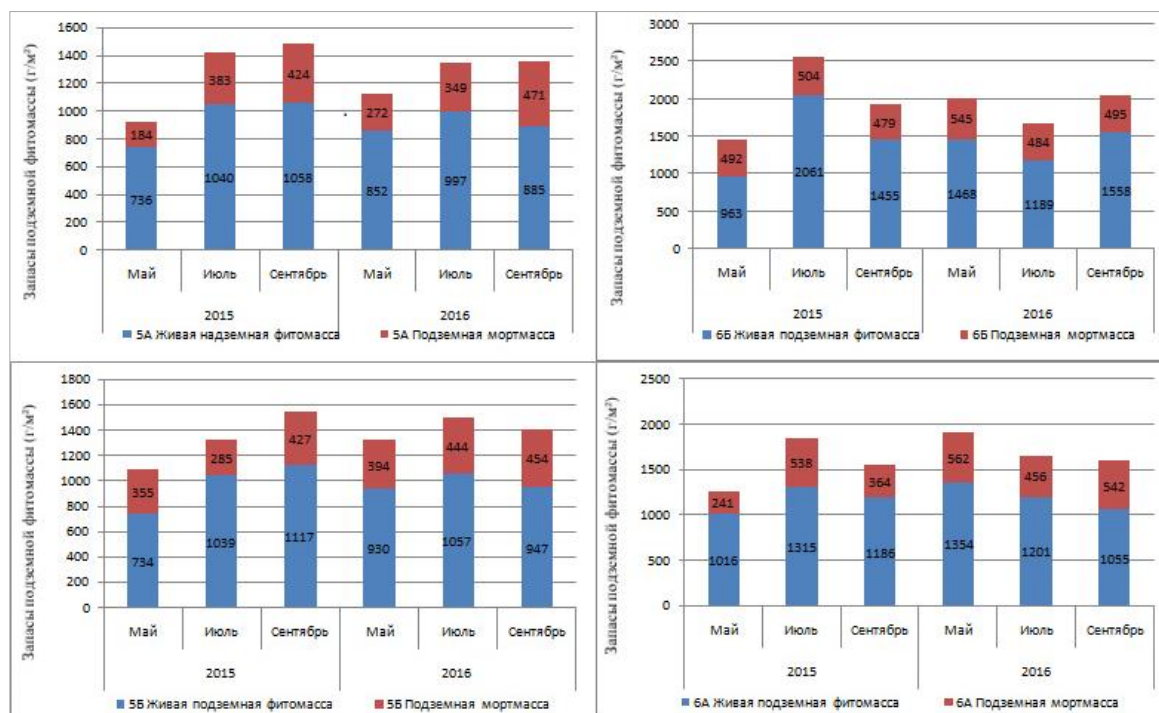 Запасы подземной фитомассы (г/м²)
1600
1400
1200
1000
800
600
400
200
0
184 383 424 272 349 471
736 1040 1058 852 997 885
Май Июль Сентябрь Май Июль Сентябрь
2015 2016
5А Живая надземная фитомасса 5А Подземная мортмасса
Запасы подземной фитомассы (г/м²)
3000
2500
2000
1500
1000
500
0
492 504 479 545 484 495
963 2061 1455 1468 1189 1558
Май Июль Сентябрь Май Июль Сентябрь
2015 2016
6Б Живая подземная фитомасса 6Б Подземная мортмасса
Запасы подземной фитомассы (г/м²)
1800
1600
1400
1200
1000
800
600
400
200
0
355 285 427 394 444 454
734 1039 1117 930 1057 947
Май Июль Сентябрь Май Июль Сентябрь
2015 2016
5Б Живая подземная фитомасса 5Б Подземная мортмасса
Запасы подземной фитомассы (г/м²)
2500
2000
1500
1000
500
0
241 538 364 562 456 542
1016 1315 1186 1354 1201 1055
Май Июль Сентябрь Май Июль Сентябрь
2015 2016
6А Живая подземная фитомасса 6А Подземная мортмасса